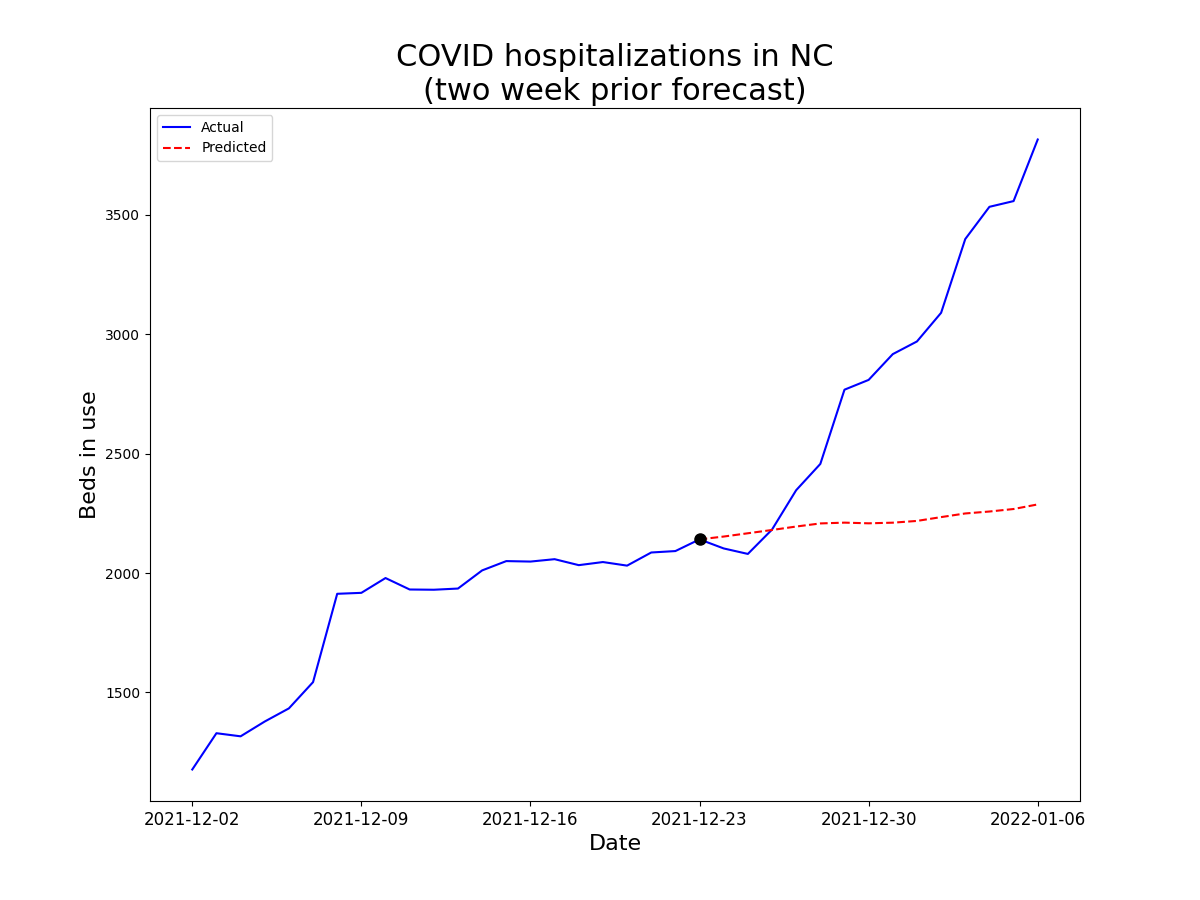 COVID hospitalizations in NC
(two week prior forecast)
Actual
Predicted
3500
3000
2500
2000
1500
Beds in use
2021-12-02 2021-12-09 2021-12-16 2021-12-23 2021-12-30 2022-01-06
Date